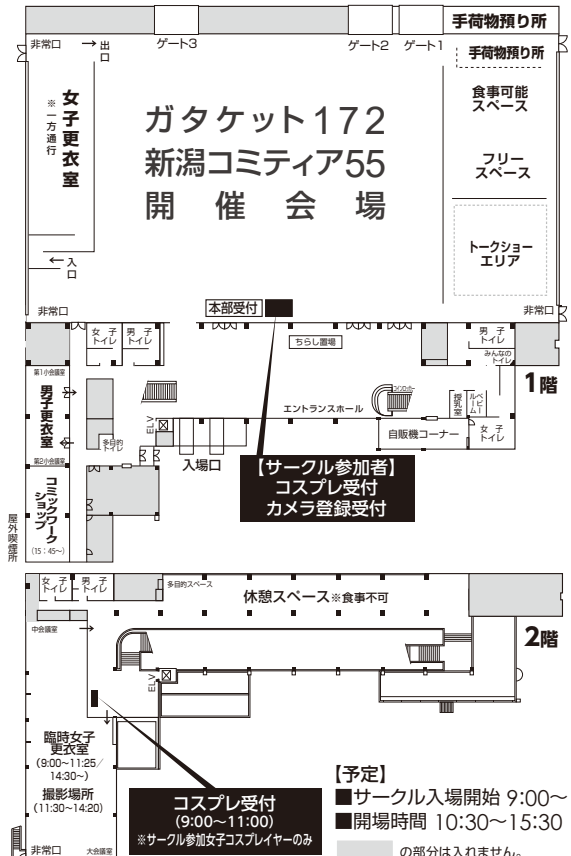 手荷物預り所
非常口
→出口
ゲート3
ゲート2
ゲート1
手荷物預り所
女子更衣室
※一方通行
ガタケット172
新潟コミティア55
開催会場
食事可能
スペース
フリー
スペース
トークショー
エリア
←入口
非常口
本部受付
非常口
女子
トイレ
男子
トイレ
ちらし置場
男子
トイレ
みんなの
トイレ
1階
第1小会議室
男子更衣室
エントランスホール
授乳室
ベビー
ルーム
ELV
多目的
トイレ
入場口
自販機コーナー
女子
トイレ
第2小会議室
【サークル参加者】
コスプレ受付
カメラ登録受付
コミックワーク
ショップ
(15:45~)
屋外喫煙所
女子
トイレ
男子
トイレ
多目的スペース
休憩スペース※食事不可
2階
中会議室
ELV
臨時女子
更衣室
(9:00~11:25/
14:30~)
撮影場所
(11:30~14:20)
コスプレ受付
(9:00~11:00)
※サークル参加女子コスプレイヤーのみ
【予定】
■サークル入場開始 9:00~
■開場時間 10:30~15:30
の部分は入れません。
非常口
大会議室